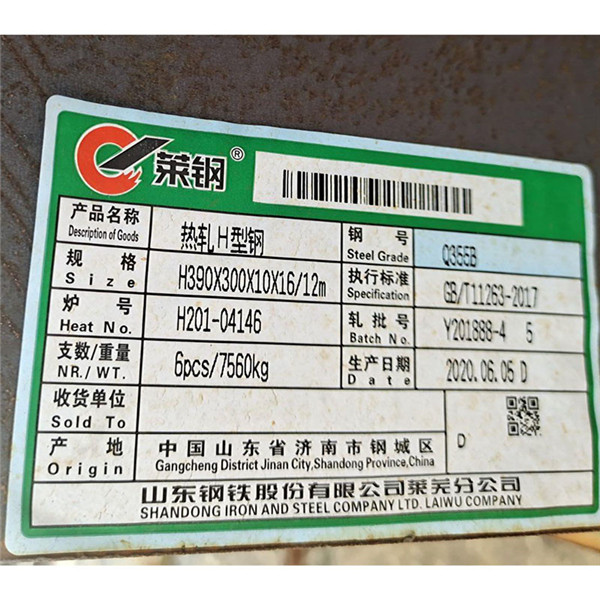 莱钢®
产品名称 热轧H型钢 钢 号 Q355B
Description of Goods Steel Grade
规 格 H390X300X10X16/12m 执行标准 GB/T11263-2017
Size Specification
炉 号 H201-04146 轧批号 Y201888-4 5
Heat No. Batch No.
支数/重量 6pcs/7560kg 生产日期 2020.06.05 D
NR./WT. Date
收货单位
Sold To
产 地 中国山东省济南市钢城区 D
Origin Gangcheng District Jinan City,Shandong Province,China
山东钢铁股份有限公司莱芜分公司
SHANDONG IRON AND STEEL COMPANY LTD. LAIWU COMPANY